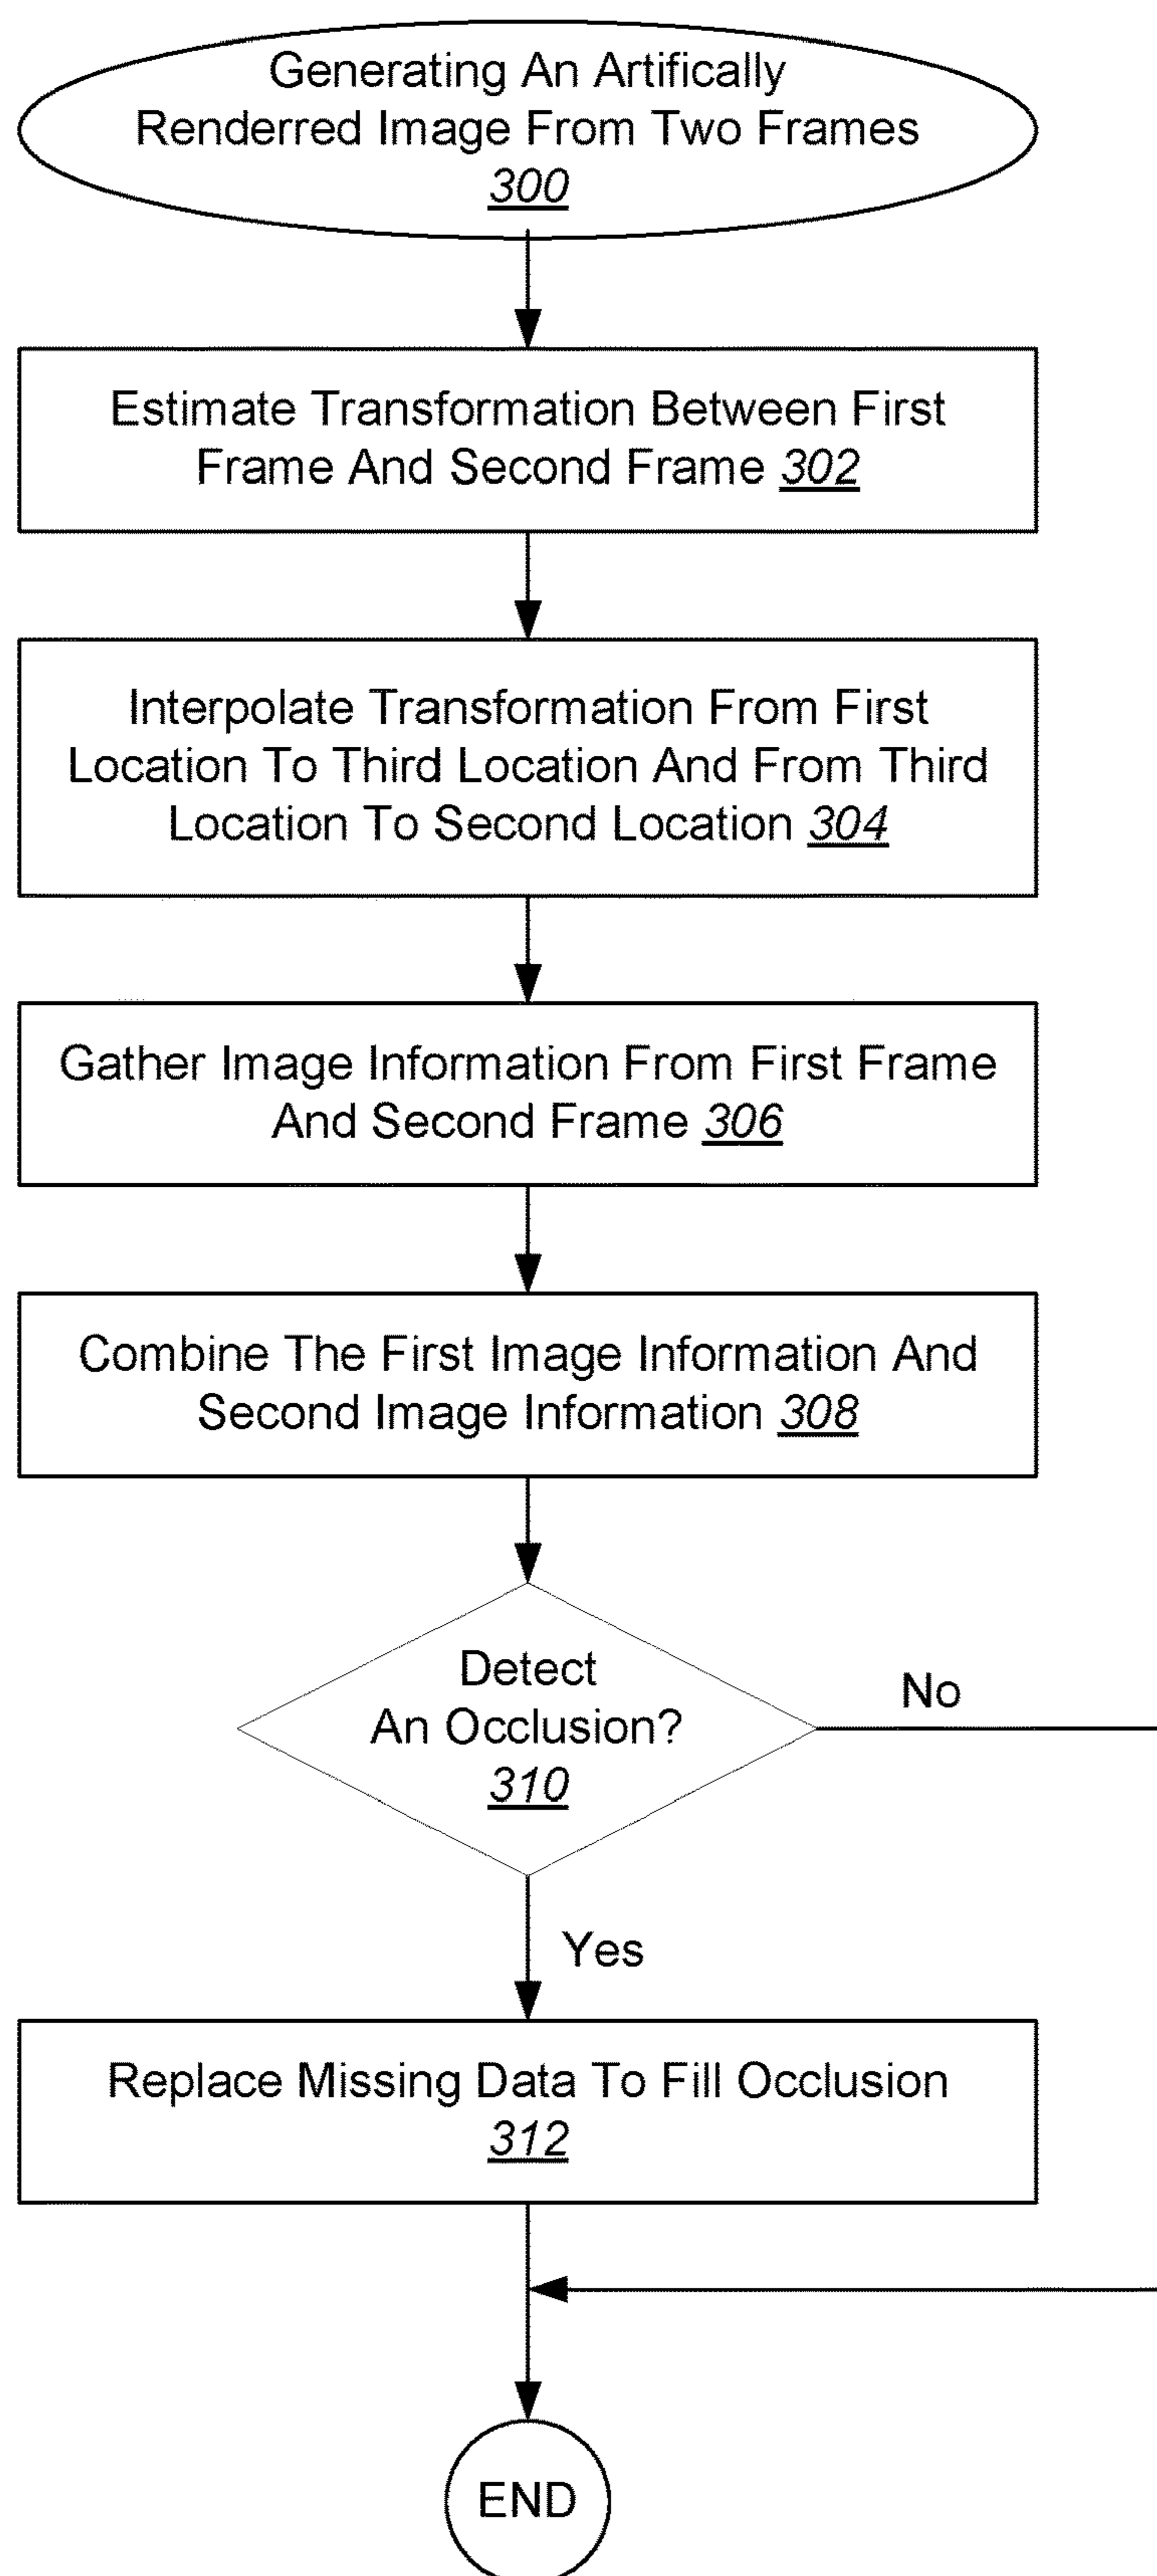 Generating An Artifically
Renderred Image From Two Frames
300
Estimate Transformation Between First
Frame And Second Frame 302
Interpolate Transformation From First
Location To Third Location And From Third
Location To Second Location 304
Gather Image Information From First Frame
And Second Frame 306
Combine The First Image Information And
Second Image Information 308
Detect
An Occlusion?
310
No
Yes
Replace Missing Data To Fill Occlusion
312
END